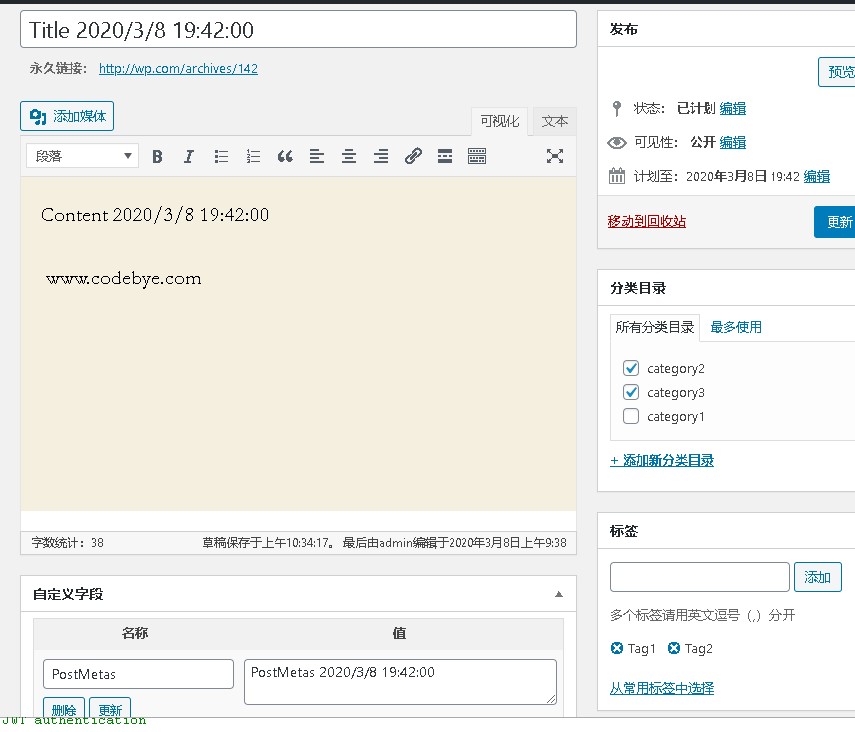 Title 2020/3/8 19:42:00
永久链接： http://wp.com/archives/142
添加媒体
可视化 文本
段落
Content 2020/3/8 19:42:00
www.codebye.com
字数统计：38 草稿保存于上午10:34:17。 最后由admin编辑于2020年3月8日上午9:38
自定义字段
名称 值
PostMetas PostMetas 2020/3/8 19:42:00
删除 更新
JWT authentication
发布
预览
状态： 已计划 编辑
可见性： 公开 编辑
计划至：2020年3月8日 19:42 编辑
移动到回收站 更新
分类目录
所有分类目录 最多使用
category2
category3
category1
+ 添加新分类目录
标签
添加
多个标签请用英文逗号（,）分开
Tag1 Tag2
从常用标签中选择